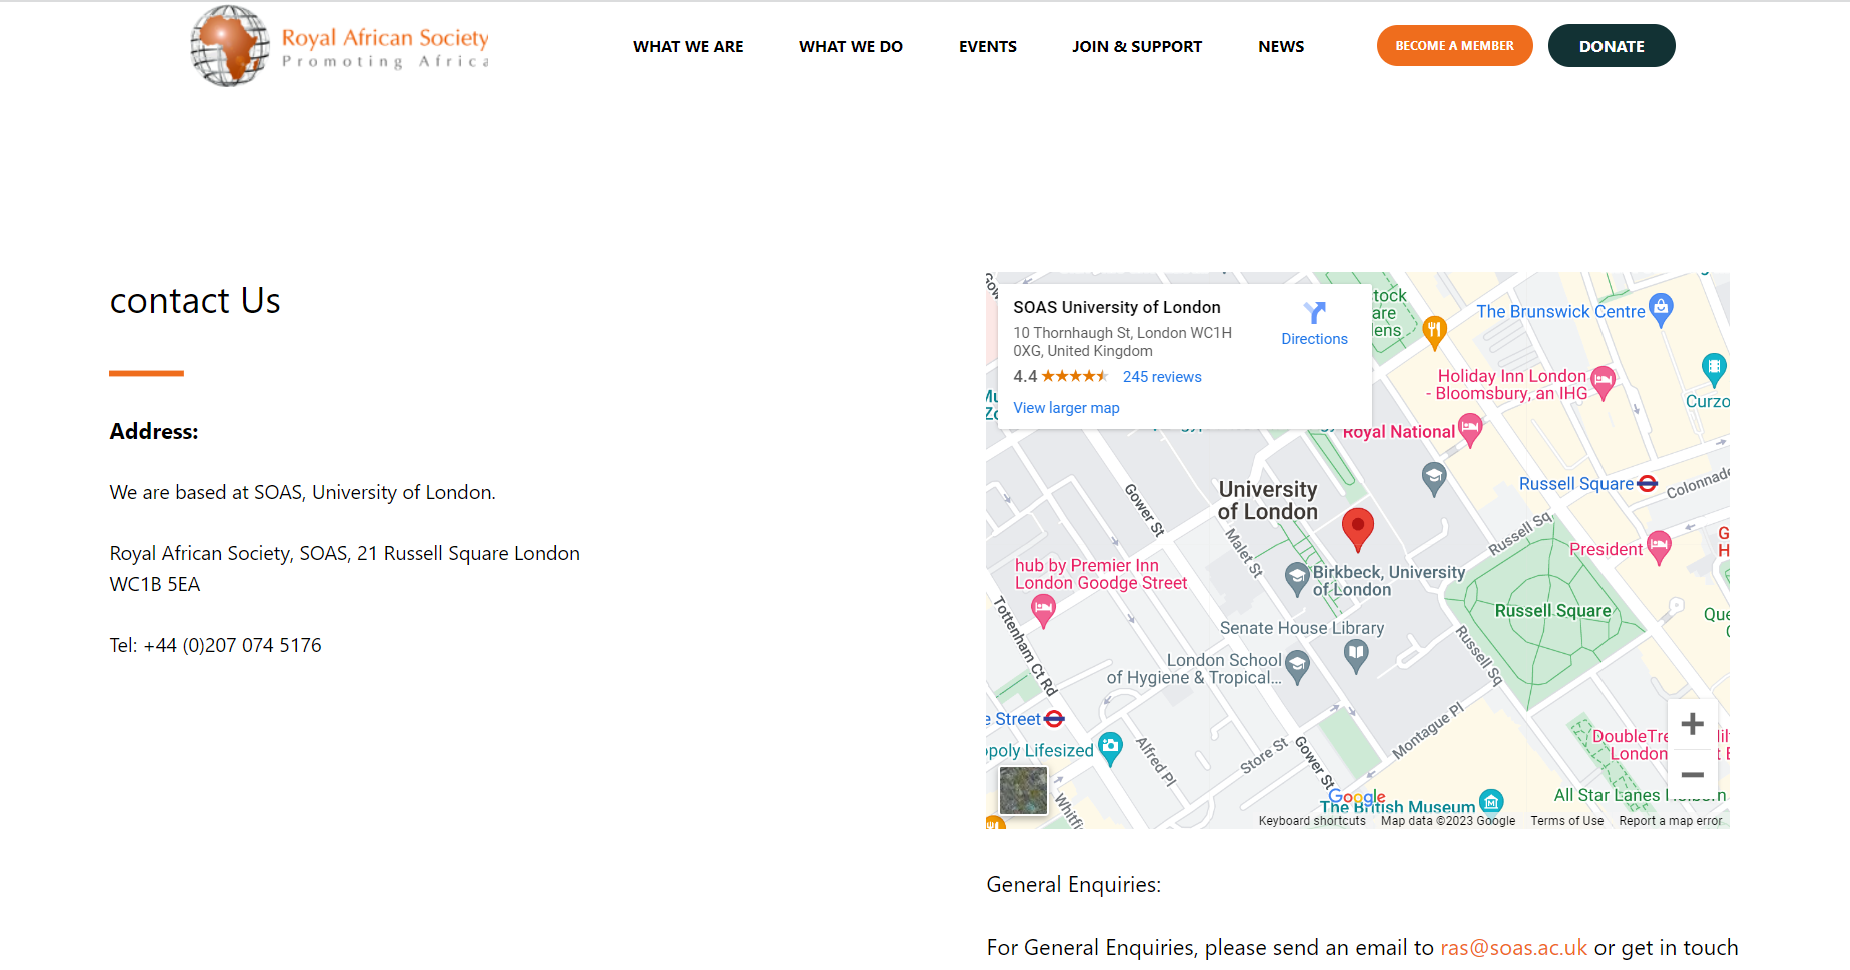 Royal African Society
Promoting Africa
WHAT WE ARE
WHAT WE DO
EVENTS
JOIN & SUPPORT
NEWS
BECOME A MEMBER
DONATE
contact Us
Address:
We are based at SOAS, University of London.
Royal African Society, SOAS, 21 Russell Square London
WC1B 5EA
Tel: +44 (0)207 074 5176
SOAS University of London
10 Thornhaugh St, London WC1H
0XG, United Kingdom
4.4
245 reviews
View larger map
Directions
The Brunswick Centre
Holiday Inn London
- Bloomsbury, an IHG
Curzo
Royal National
Russell Square
Colonnade
University
of London
Gower St
Malet St
Russell Sq
President
hub by Premier Inn
London Goodge Street
Birkbeck, University
of London
Russell Square
Tottenham Ct Rd
Senate House Library
London School
of Hygiene & Tropical...
Russell Sq
e Street
Montague Pl
opoly Lifesized
Alfred Pl
Store St
Gower St
Whitfi
London
Google
The British Museum
All Star Lanes
Keyboard shortcuts
Map data ©2023 Google
Terms of Use
Report a map error
General Enquiries:
For General Enquiries, please send an email to ras@soas.ac.uk or get in touch